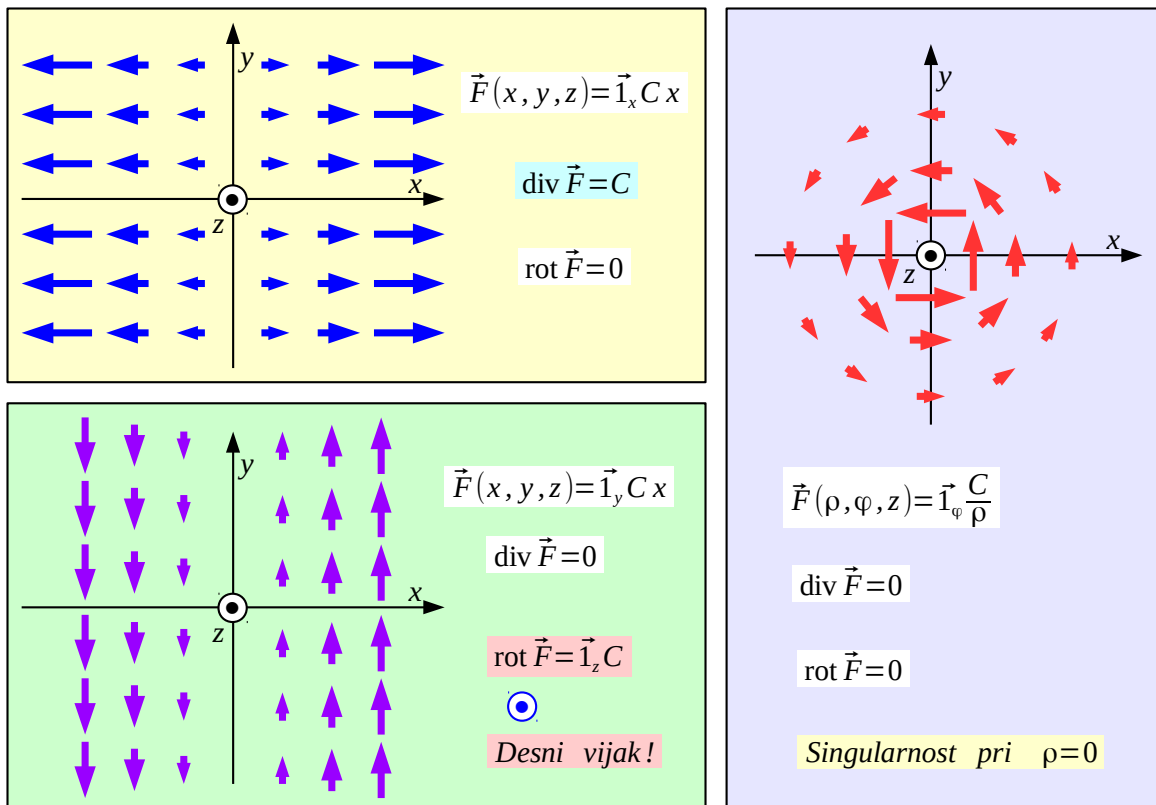 y
F⃗(x, y, z)=1⃗ₓ C x
div F⃗=C
x
z
rot F⃗=0
y
F⃗(x, y, z)=1⃗_y C x
div F⃗=0
x
z
rot F⃗=1⃗_z C
Desni vijak!
y
x
z
F⃗(ρ,φ,z)=1⃗_φ C/ρ
div F⃗=0
rot F⃗=0
Singularnost pri ρ=0